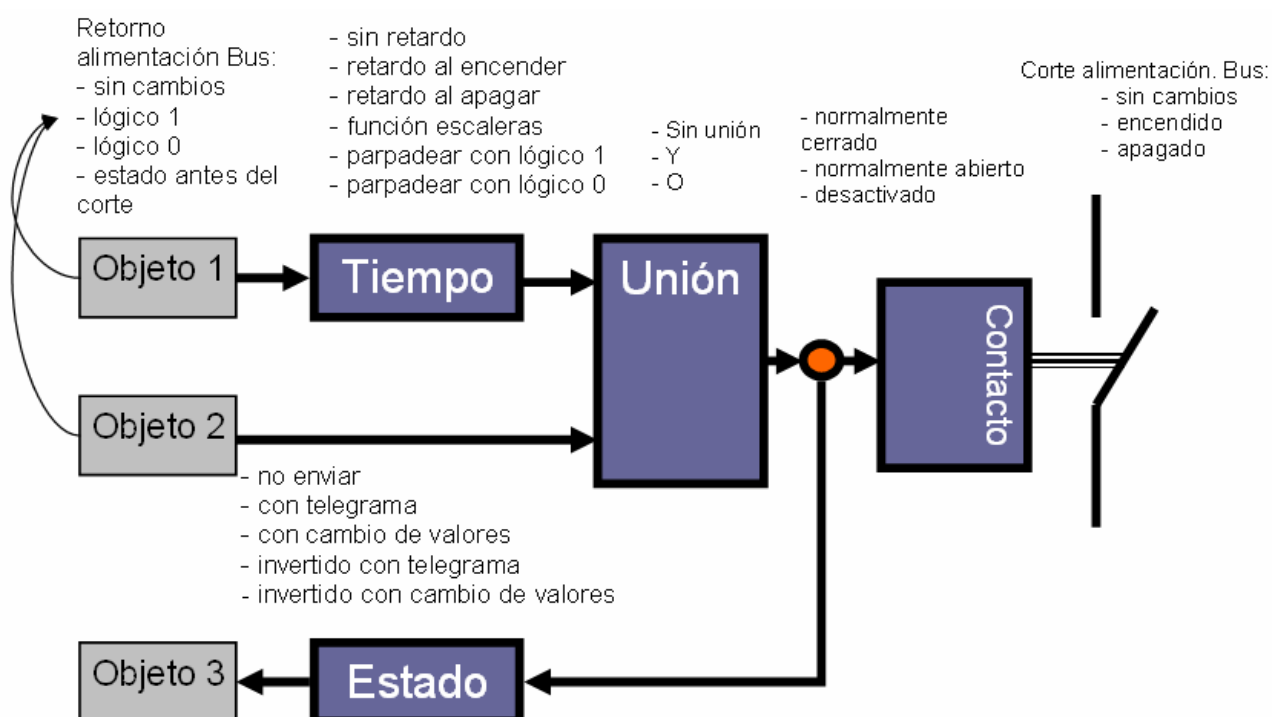 Retorno
alimentación Bus:
- sin cambios
- lógico 1
- lógico 0
- estado antes del
corte
- sin retardo
- retardo al encender
- retardo al apagar
- función escaleras
- parpadear con lógico 1
- parpadear con lógico 0
- Sin unión
- Y
- O
- normalmente
cerrado
- normalmente abierto
- desactivado
Corte alimentación. Bus:
- sin cambios
- encendido
- apagado
Objeto 1
Tiempo
Unión
Contacto
Objeto 2
- no enviar
- con telegrama
- con cambio de valores
- invertido con telegrama
- invertido con cambio de valores
Objeto 3
Estado